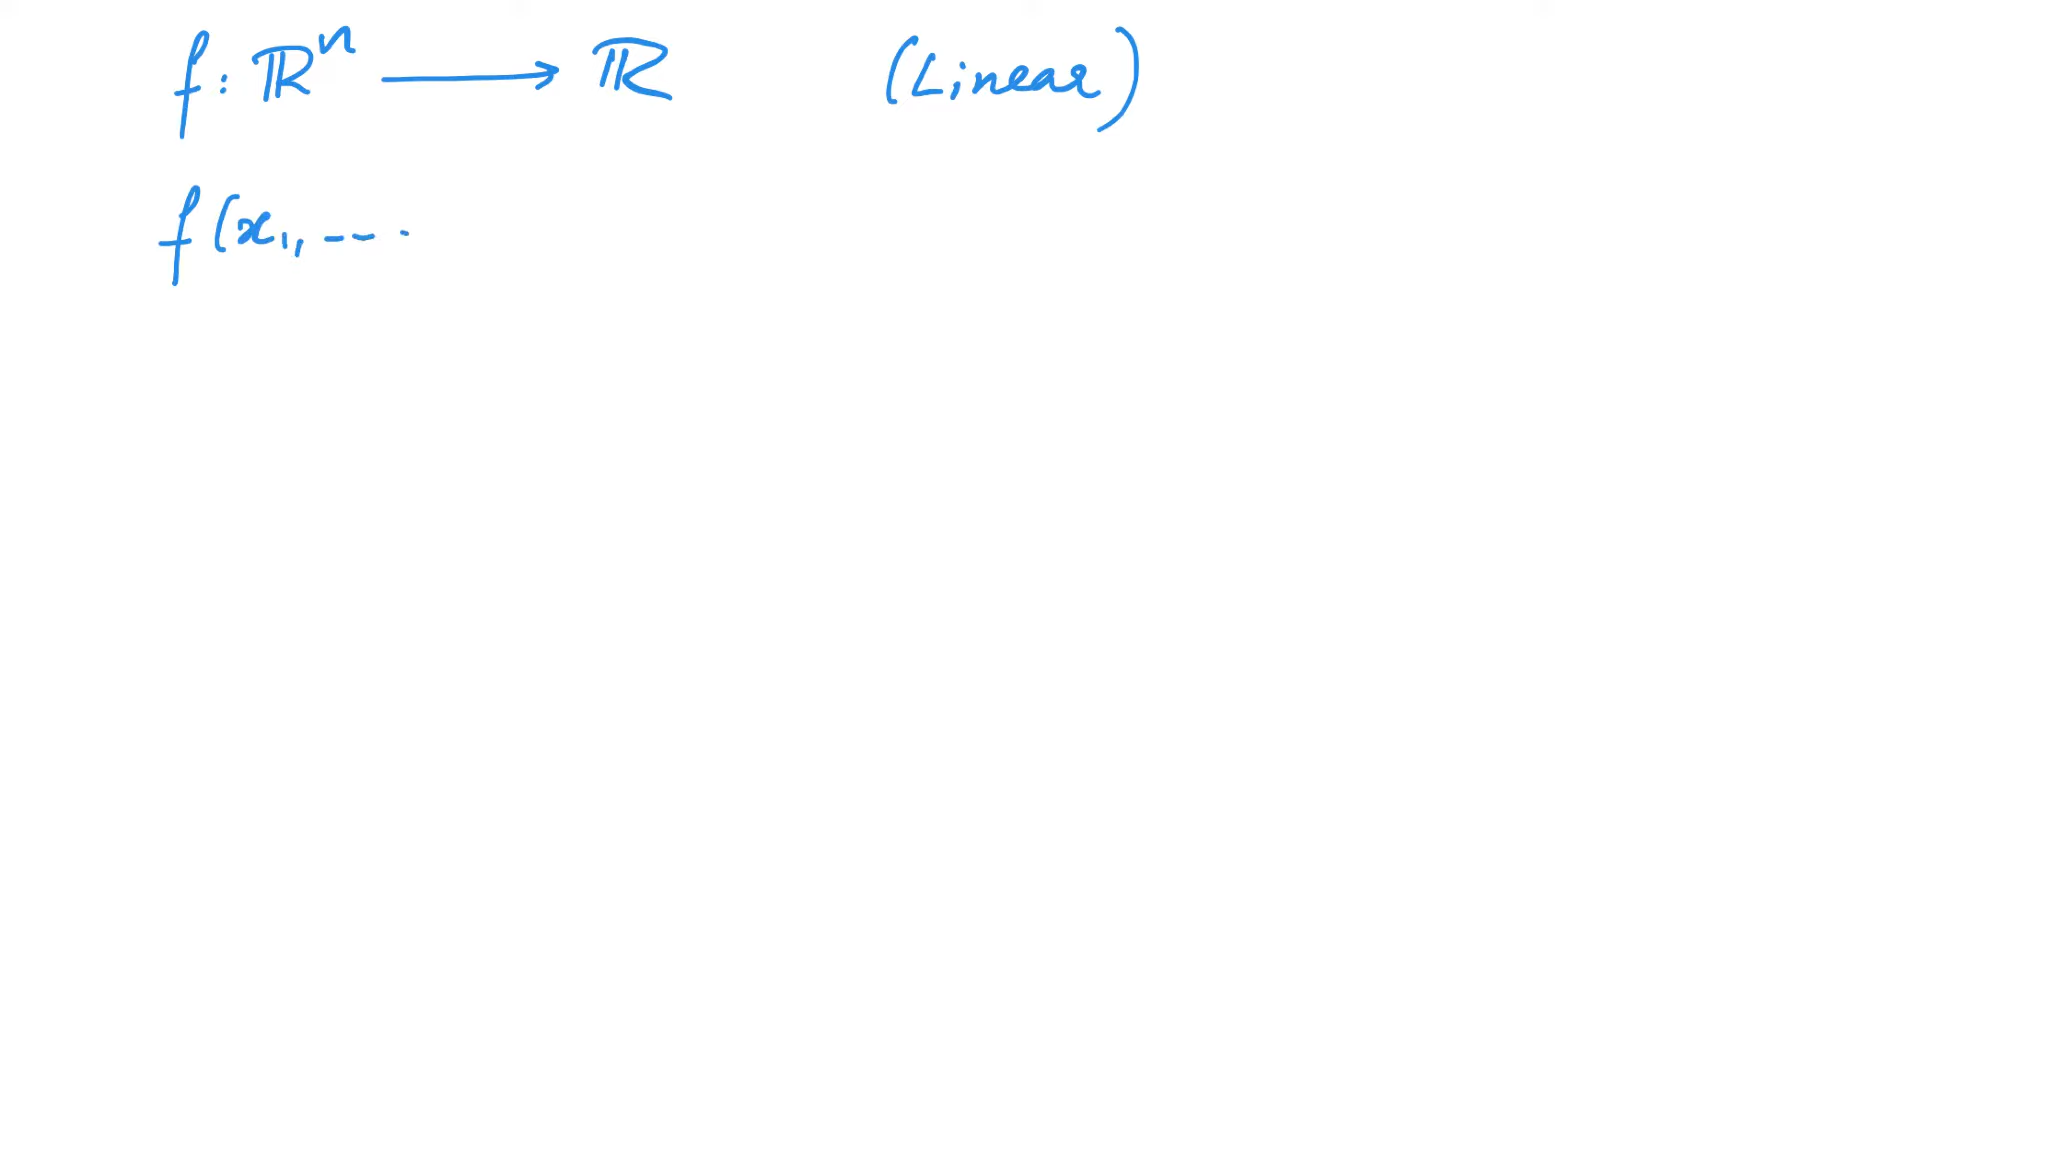 f: ℝⁿ ⟶ ℝ (Linear)
f(x₁, ---.